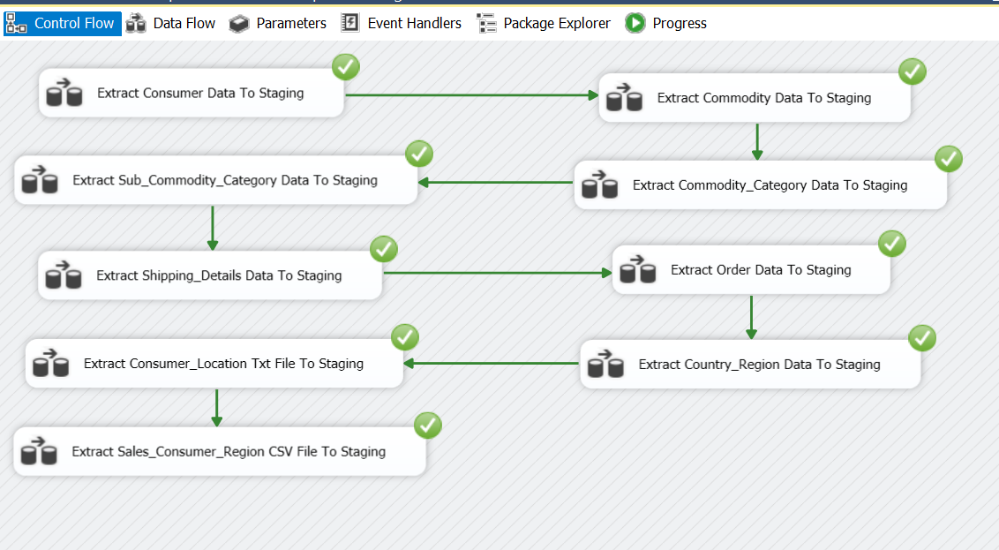 Control Flow Data Flow Parameters Event Handlers Package Explorer Progress
Extract Consumer Data To Staging
Extract Commodity Data To Staging
Extract Commodity_Category Data To Staging
Extract Sub_Commodity_Category Data To Staging
Extract Shipping_Details Data To Staging
Extract Order Data To Staging
Extract Country_Region Data To Staging
Extract Consumer_Location Txt File To Staging
Extract Sales_Consumer_Region CSV File To Staging